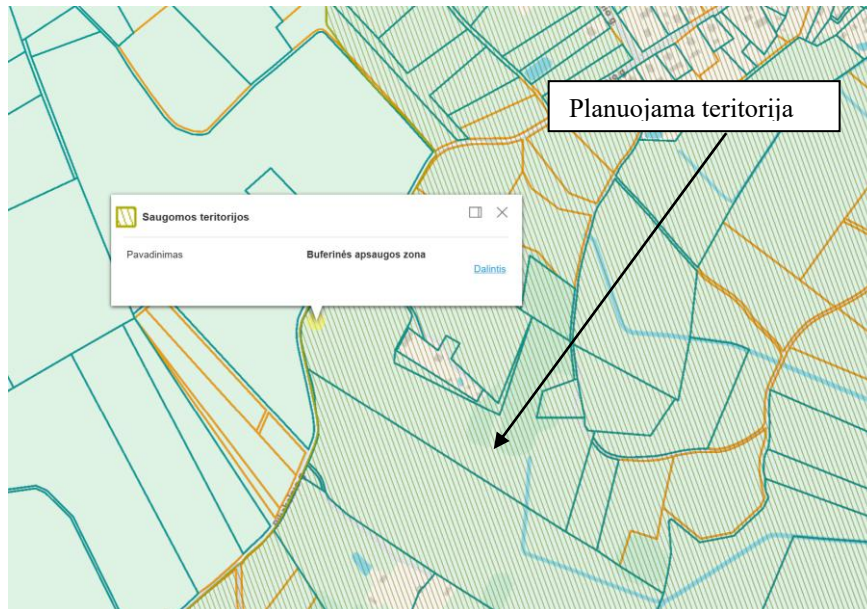 Planuojama teritorija
Saugomos teritorijos
Pavadinimas
Buferinės apsaugos zona
Dalintis